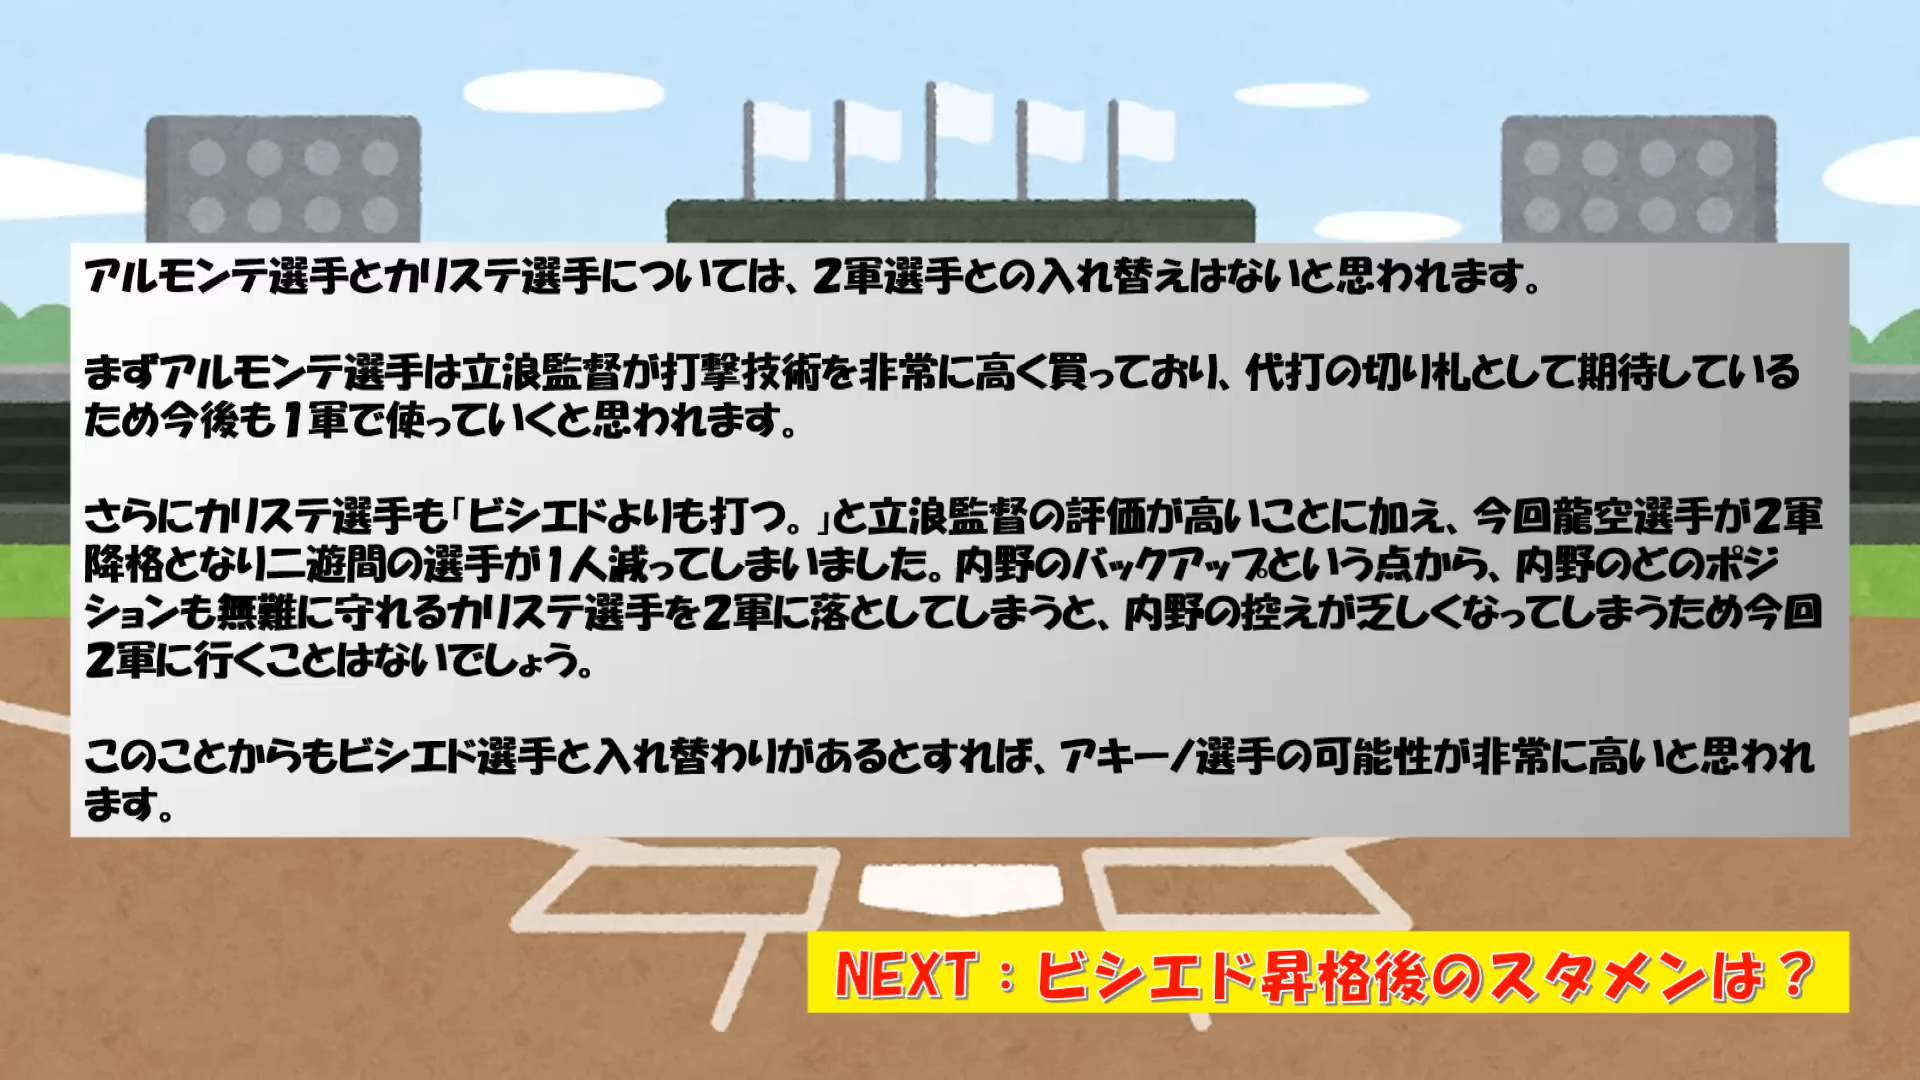 アルモンテ選手とカリステ選手については、２軍選手との入れ替えはないと思われます。
まずアルモンテ選手は立浪監督が打撃技術を非常に高く買っており、代打の切り札として期待している
ため今後も１軍で使っていくと思われます。
さらにカリステ選手も「ビシエドよりも打つ。」と立浪監督の評価が高いことに加え、今回龍空選手が２軍
降格となり二遊間の選手が１人減ってしまいました。内野のバックアップという点から、内野のどのポジ
ションも無難に守れるカリステ選手を２軍に落としてしまうと、内野の控えが乏しくなってしまうため今回
２軍に行くことはないでしょう。
このことからもビシエド選手と入れ替わりがあるとすれば、アキーノ選手の可能性が非常に高いと思われ
ます。
NEXT：ビシエド昇格後のスタメンは？